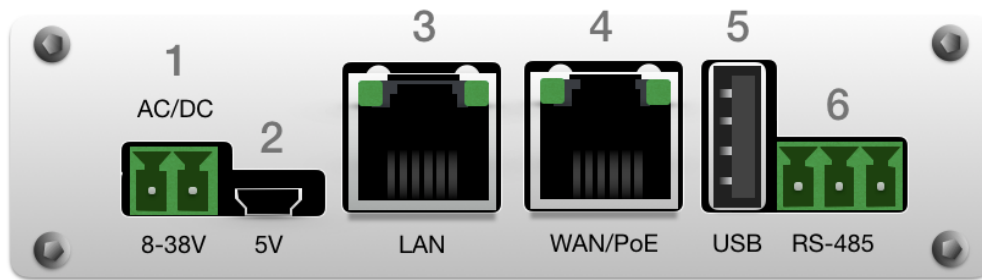 1
2
3
4
5
6
AC/DC
8-38V
5V
LAN
WAN/PoE
USB
RS-485